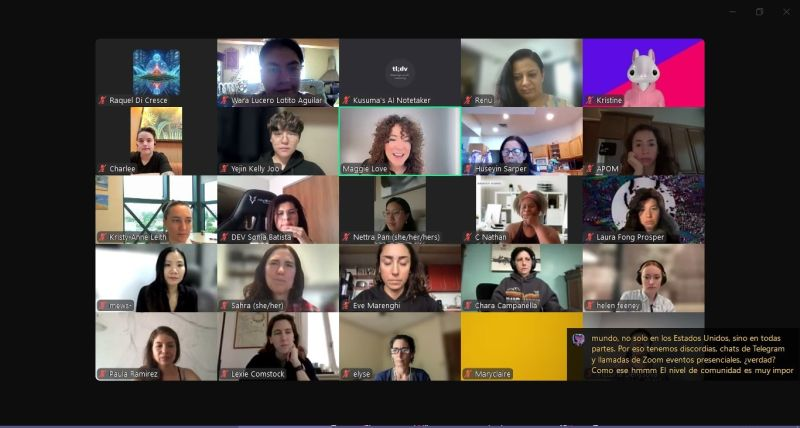 tl;dv
Raquel Di Cresce
Wara Lucero Lotito Aguilar
Kusuma's AI Notetaker
Renu
Kristine
Charlee
Yejin Kelly Joo
Maggie Love
Huseyin Sarper
APOM
Kristy-Anne Leith
DEV Sonia Batista
Nettra Pan (she/her/hers)
C Nathan
Laura Fong Prosper
mews-
Sahra (she/her)
Eve Marenghi
Chara Campanella
helen feeney
Paula Ramirez
Lexie Comstock
elyse
Maryclaire
mundo, no solo en los Estados Unidos, sino en todas
partes. Por eso tenemos discordias, chats de Telegram
y llamadas de Zoom eventos presenciales, ¿verdad?
Como ese hmmm El nivel de comunidad es muy impor